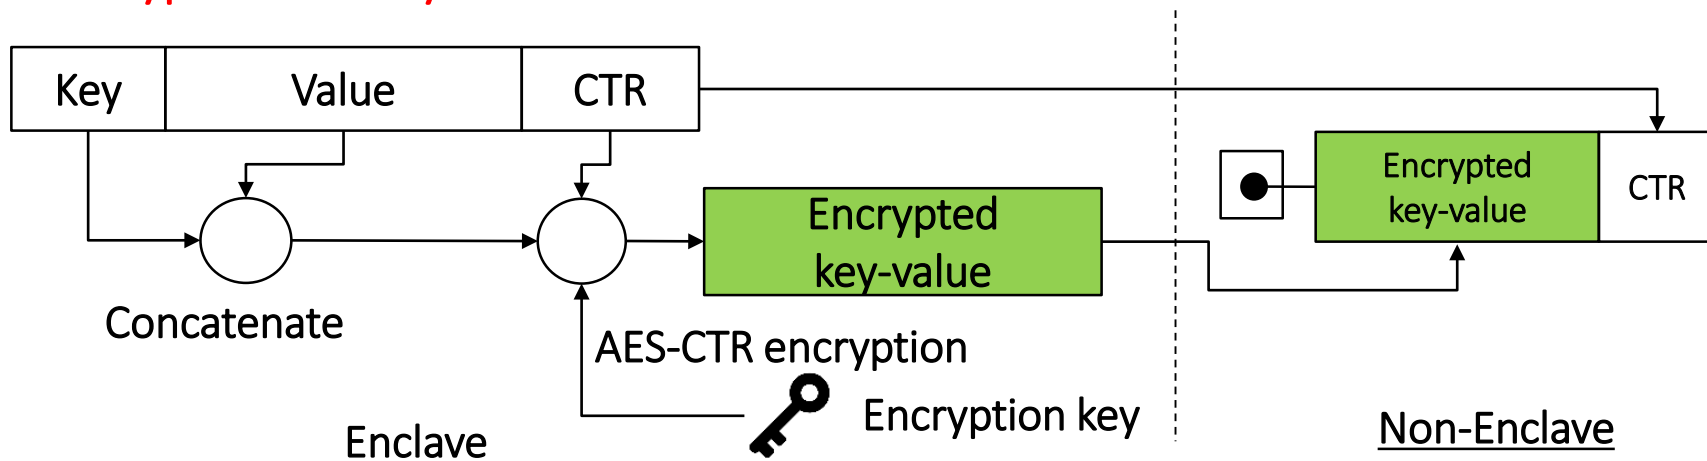 Key
Value
CTR
Encrypted
key-value
CTR
Encrypted
key-value
Concatenate
AES-CTR encryption
Encryption key
Enclave
Non-Enclave